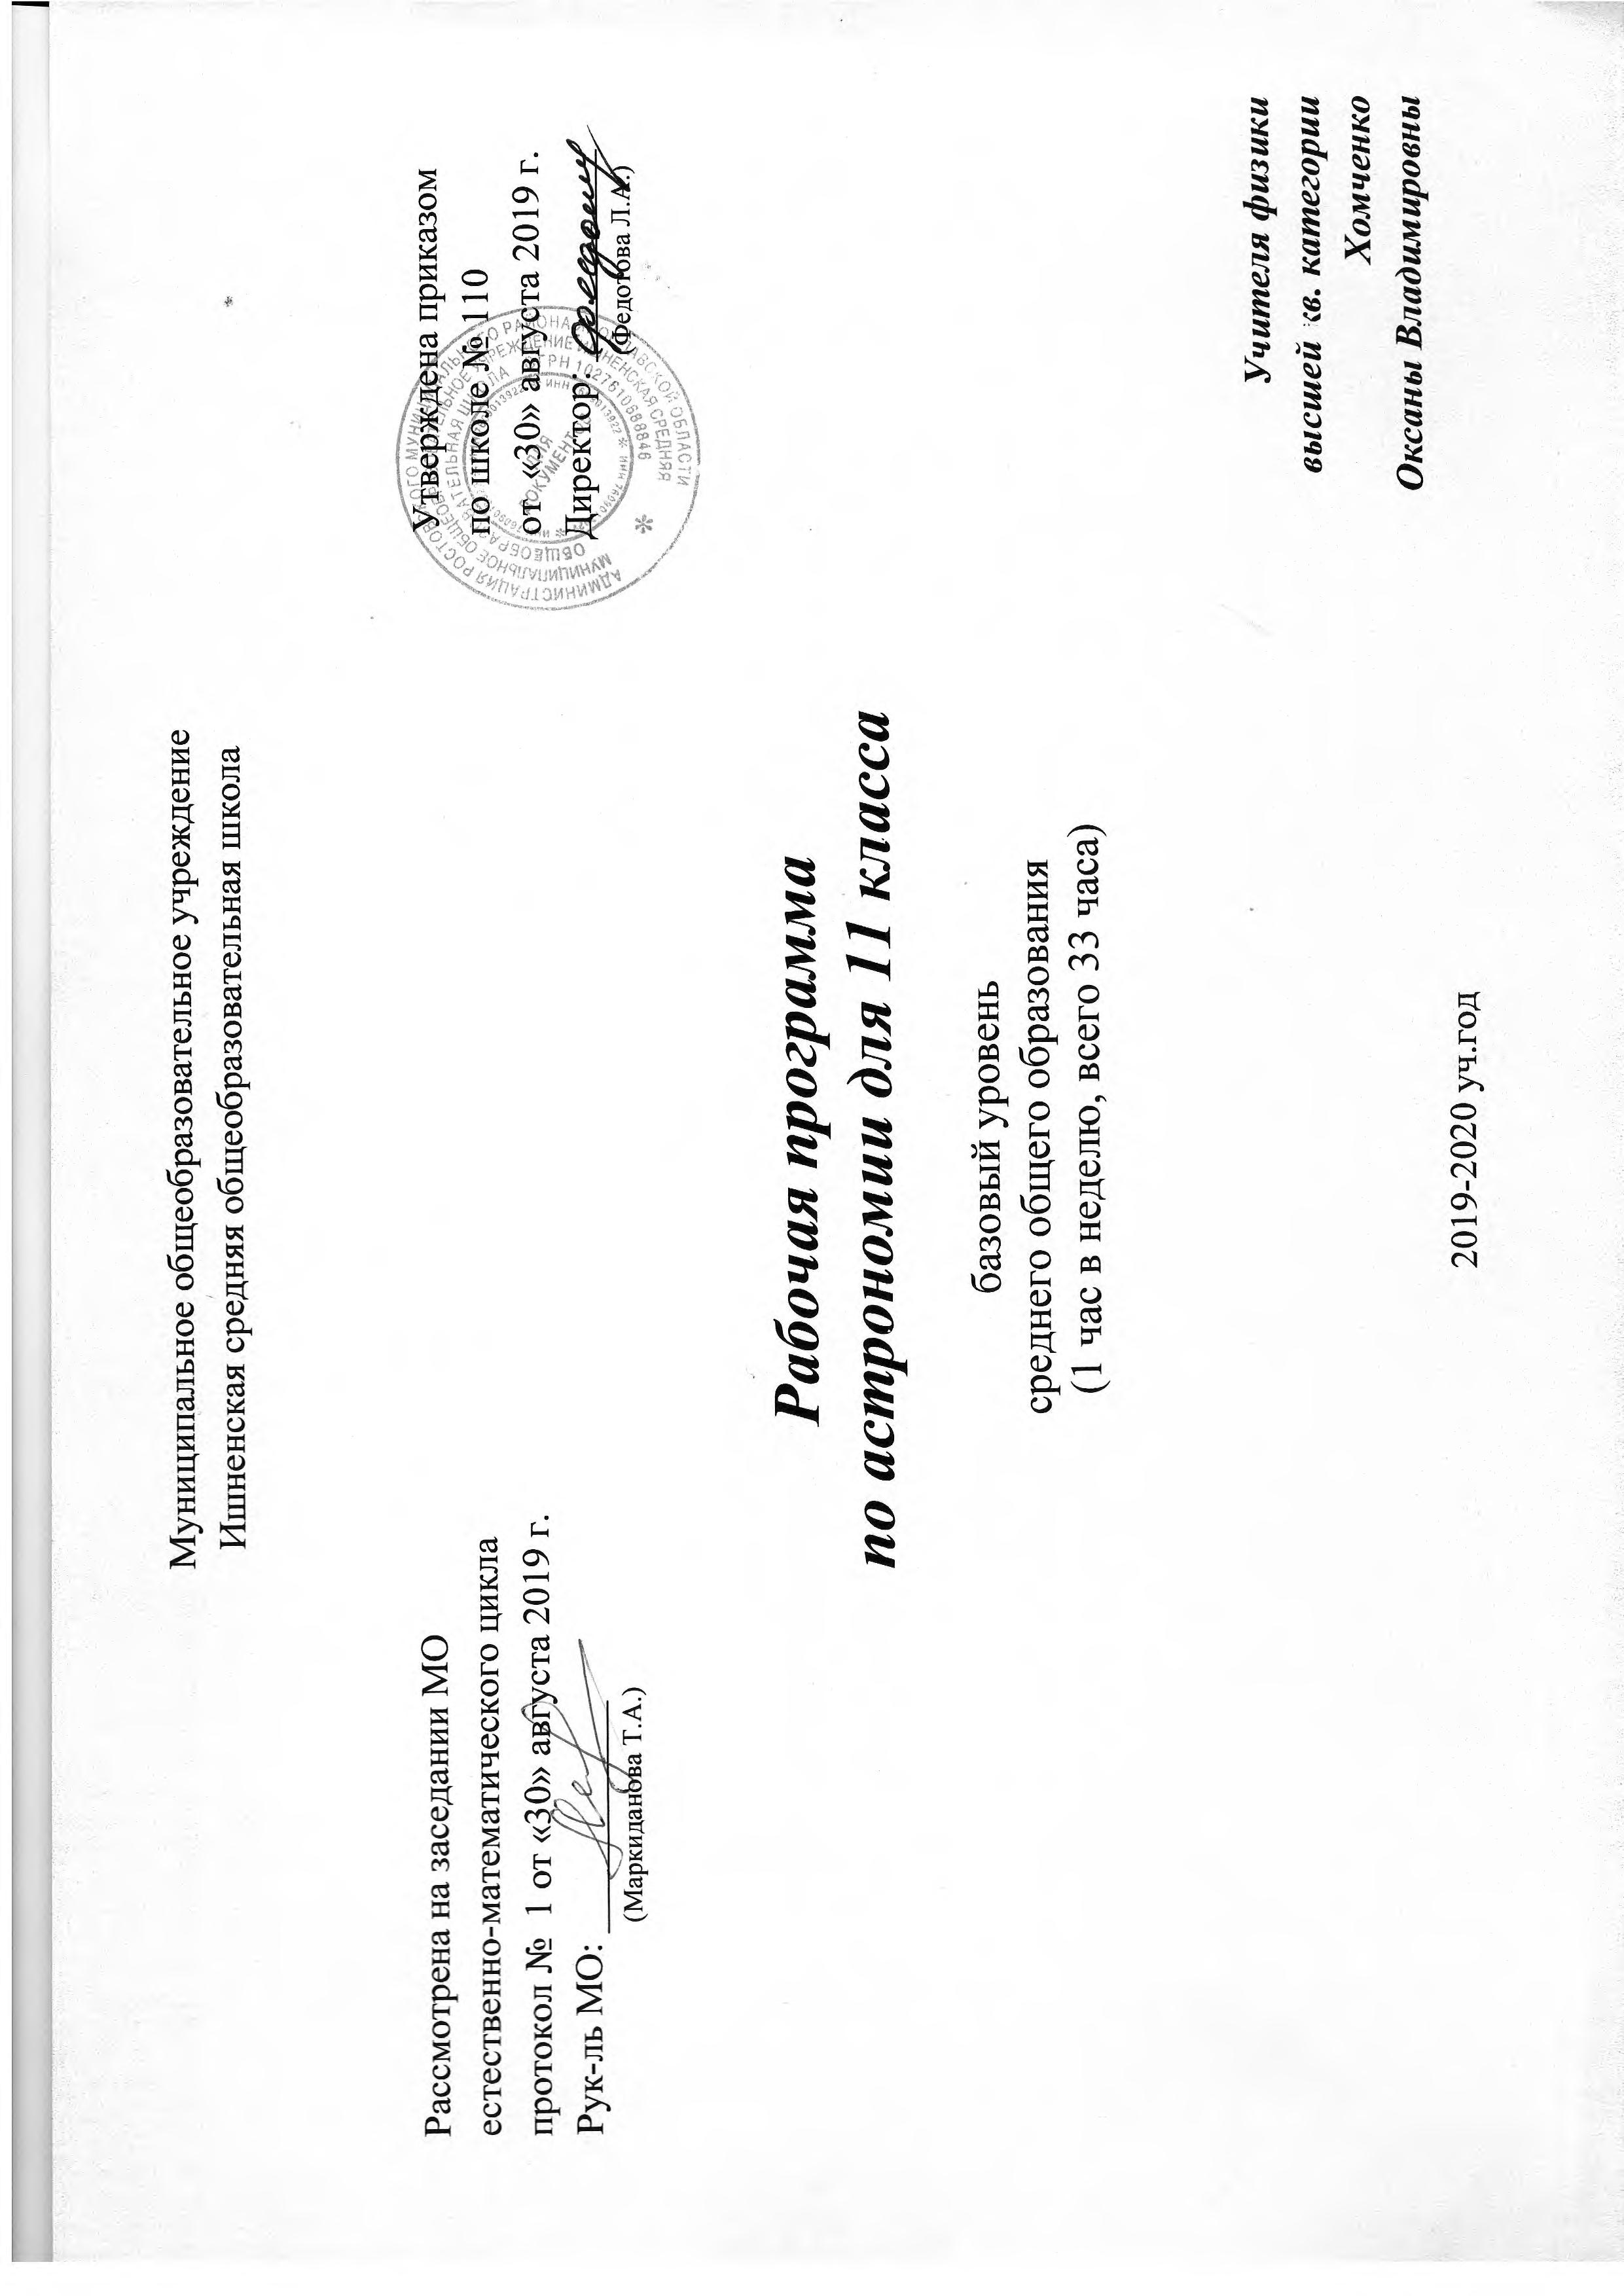 Муниципальное общеобразовательное учреждение
Ишненская средняя общеобразовательная школа
Рассмотрена на заседании МО
естественно-математического цикла
протокол № 1 от «30» августа 2019 г.
Рук-ль МО:
(Маркиданова Т.А.)
Утверждена приказом
по школе № 110
от «30» августа 2019 г.
Директор:
(Федотова Л.А.)
Рабочая программа
по астрономии для 11 класса
базовый уровень
среднего общего образования
(1 час в неделю, всего 33 часа)
Учителя физики
высшей кв. категории
Хомченко
Оксаны Владимировны
2019-2020 уч.год